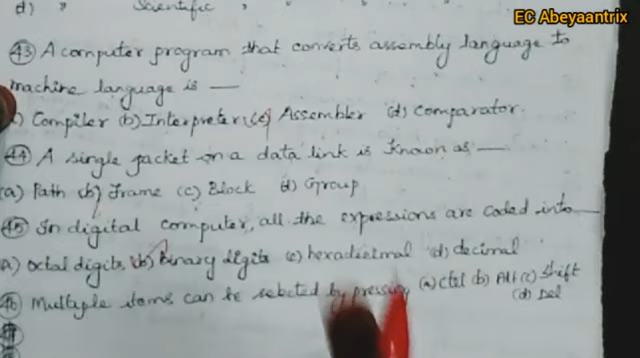 d) " Scientific "
EC Abeyaantrix
43 A computer program that converts assembly language to
machine language is —
) Compiler (b) Interpreter (c) Assembler (d) Comparator.
44 A single packet on a data link is known as —
(a) Path (b) Frame (c) Block (d) Group
45 In digital computer, all the expressions are coded into —
a) octal digits (b) binary digits (c) hexadecimal (d) decimal
46 Multiple items can be selected by pressing (a) ctrl (b) Alt (c) Shift
(d) Del